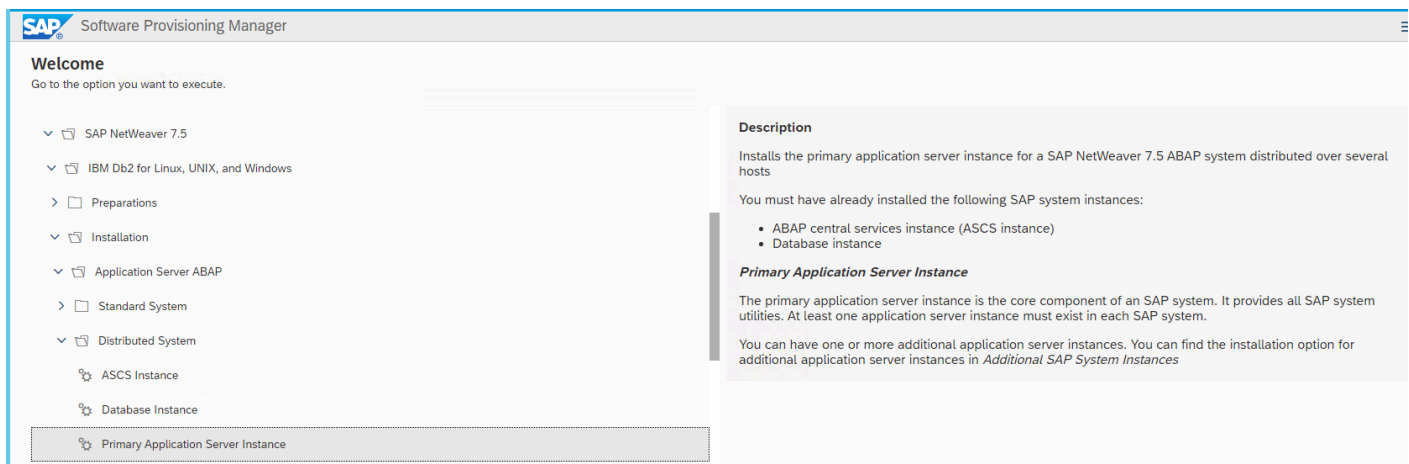 SAP Software Provisioning Manager
Welcome
Go to the option you want to execute.
SAP NetWeaver 7.5
IBM Db2 for Linux, UNIX, and Windows
Preparations
Installation
Application Server ABAP
Standard System
Distributed System
ASCS Instance
Database Instance
Primary Application Server Instance
Description
Installs the primary application server instance for a SAP NetWeaver 7.5 ABAP system distributed over several
hosts
You must have already installed the following SAP system instances:
• ABAP central services instance (ASCS instance)
• Database instance
Primary Application Server Instance
The primary application server instance is the core component of an SAP system. It provides all SAP system
utilities. At least one application server instance must exist in each SAP system.
You can have one or more additional application server instances. You can find the installation option for
additional application server instances in Additional SAP System Instances